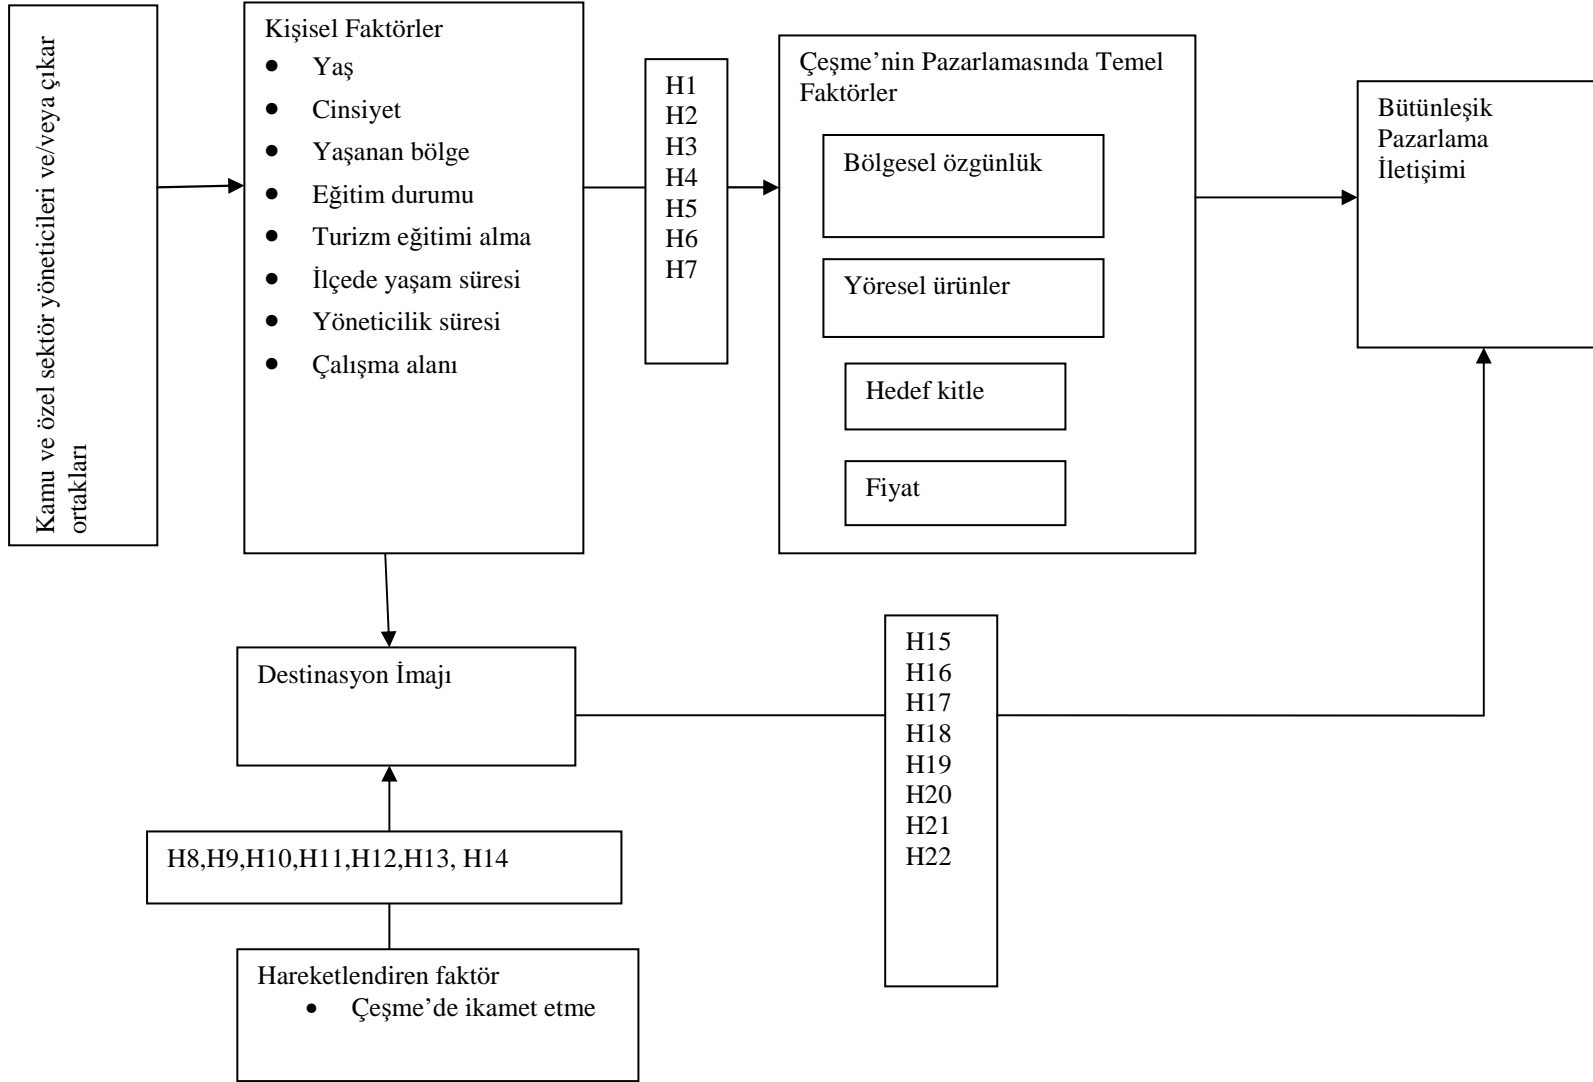 Kamu ve özel sektör yöneticileri ve/veya çıkar
ortakları
Kişisel Faktörler
• Yaş
• Cinsiyet
• Yaşanan bölge
• Eğitim durumu
• Turizm eğitimi alma
• İlçede yaşam süresi
• Yöneticilik süresi
• Çalışma alanı
H1
H2
H3
H4
H5
H6
H7
Çeşme’nin Pazarlamasında Temel
Faktörler
Bölgesel özgünlük
Yöresel ürünler
Hedef kitle
Fiyat
Bütünleşik
Pazarlama
İletişimi
Destinasyon İmajı
H15
H16
H17
H18
H19
H20
H21
H22
H8,H9,H10,H11,H12,H13, H14
Hareketlendiren faktör
• Çeşme’de ikamet etme